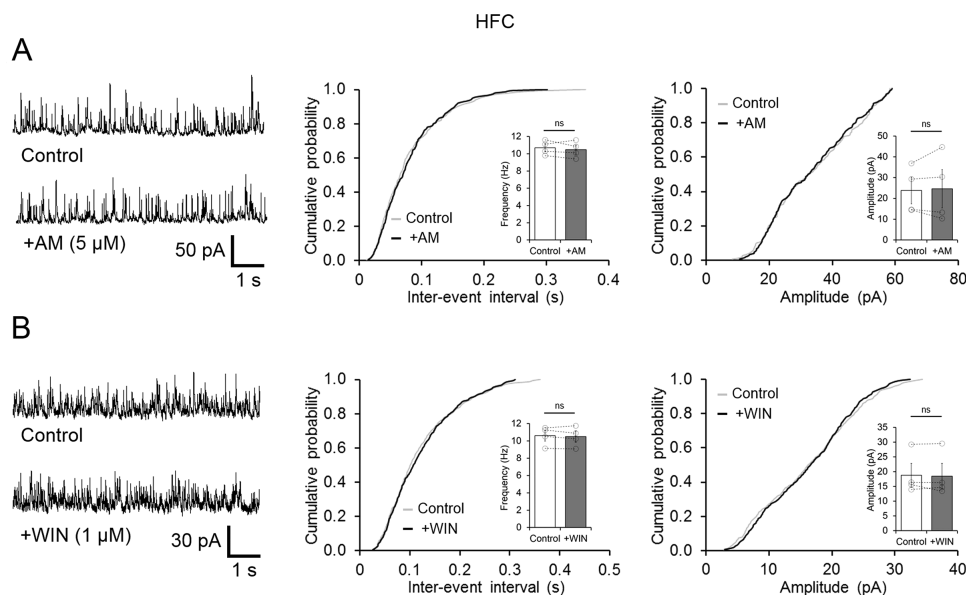 HFC
A
Control
+AM (5 μM)
50 pA
1 s
Cumulative probability
1.0
0.8
0.6
0.4
0.2
0.0
0
0.1
0.2
0.3
0.4
Inter-event interval (s)
Control
+AM
Frequency (Hz)
12
10
8
6
4
2
0
ns
Control +AM
Cumulative probability
1.0
0.8
0.6
0.4
0.2
0.0
0
20
40
60
80
Amplitude (pA)
Control
+AM
Amplitude (pA)
50
40
30
20
10
0
ns
Control +AM
B
Control
+WIN (1 μM)
30 pA
1 s
Cumulative probability
1.0
0.8
0.6
0.4
0.2
0.0
0
0.1
0.2
0.3
0.4
0.5
Inter-event interval (s)
Control
+WIN
Frequency (Hz)
12
10
8
6
4
2
0
ns
Control +WIN
Cumulative probability
1.0
0.8
0.6
0.4
0.2
0.0
0
10
20
30
40
Amplitude (pA)
Control
+WIN
Amplitude (pA)
35
30
25
20
15
10
5
0
ns
Control +WIN